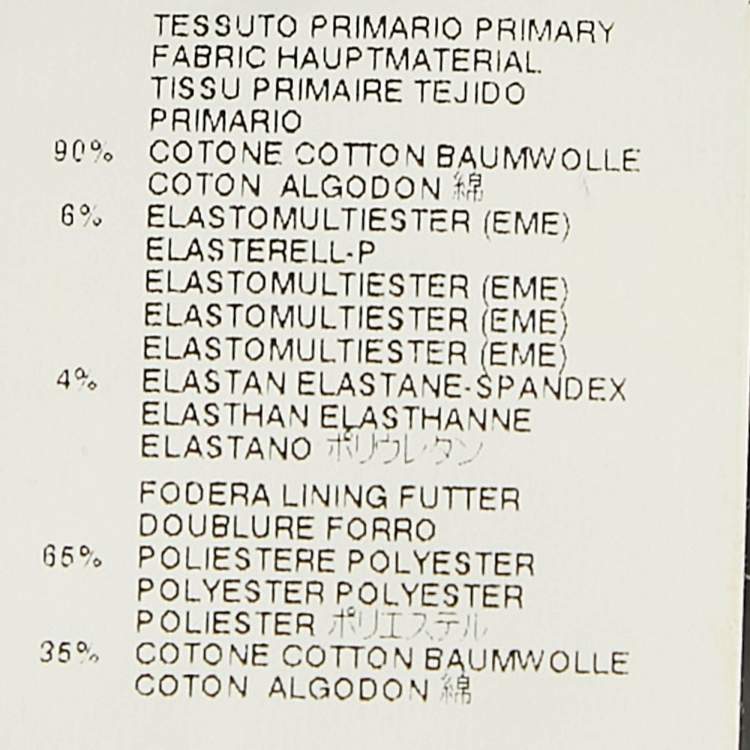 TESSUTO PRIMARIO PRIMARY
FABRIC HAUPTMATERIAL
TISSU PRIMAIRE TEJIDO
PRIMARIO
90% COTONE COTTON BAUMWOLLE
COTON ALGODON 綿
6% ELASTOMULTIESTER (EME)
ELASTERELL-P
ELASTOMULTIESTER (EME)
ELASTOMULTIESTER (EME)
ELASTOMULTIESTER (EME)
4% ELASTAN ELASTANE-SPANDEX
ELASTHAN ELASTHANNE
ELASTANO ポリウレタン
FODERA LINING FUTTER
DOUBLURE FORRO
65% POLIESTERE POLYESTER
POLYESTER POLYESTER
POLIESTER ポリエステル
35% COTONE COTTON BAUMWOLLE
COTON ALGODON 綿